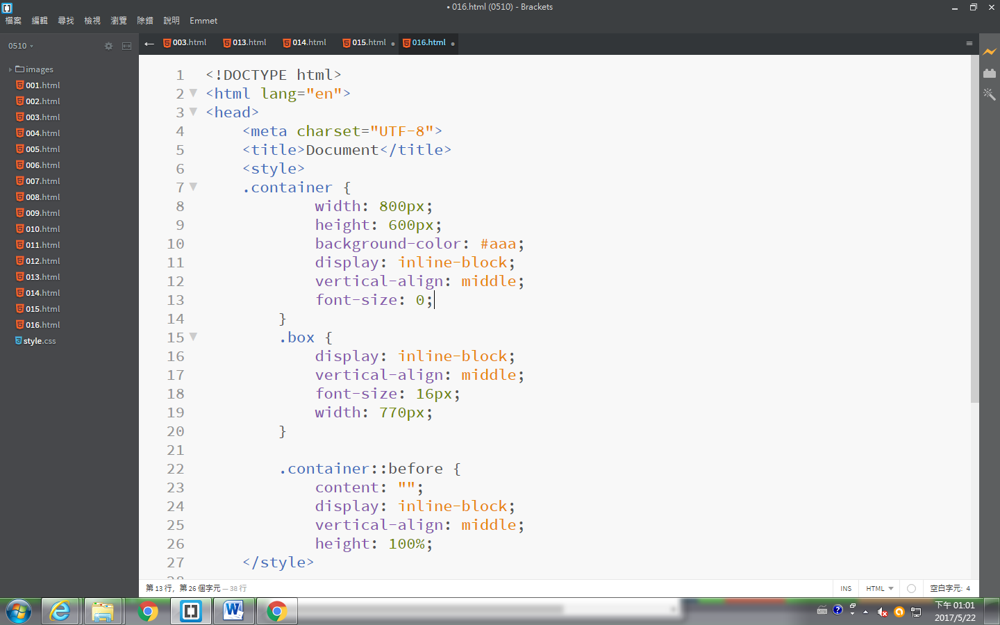 • 016.html (0510) - Brackets
檔案 編輯 尋找 檢視 瀏覽 除錯 說明 Emmet
0510
003.html 013.html 014.html 015.html 016.html
images
001.html
002.html
003.html
004.html
005.html
006.html
007.html
008.html
009.html
010.html
011.html
012.html
013.html
014.html
015.html
016.html
style.css
1 <!DOCTYPE html>
2 <html lang="en">
3 <head>
4 <meta charset="UTF-8">
5 <title>Document</title>
6 <style>
7 .container {
8 width: 800px;
9 height: 600px;
10 background-color: #aaa;
11 display: inline-block;
12 vertical-align: middle;
13 font-size: 0;
14 }
15 .box {
16 display: inline-block;
17 vertical-align: middle;
18 font-size: 16px;
19 width: 770px;
20 }
21
22 .container::before {
23 content: "";
24 display: inline-block;
25 vertical-align: middle;
26 height: 100%;
27 </style>
28
第 13 行, 第 26 個字元 — 38 行
INS HTML 空白字元: 4
下午 01:01
2017/5/22